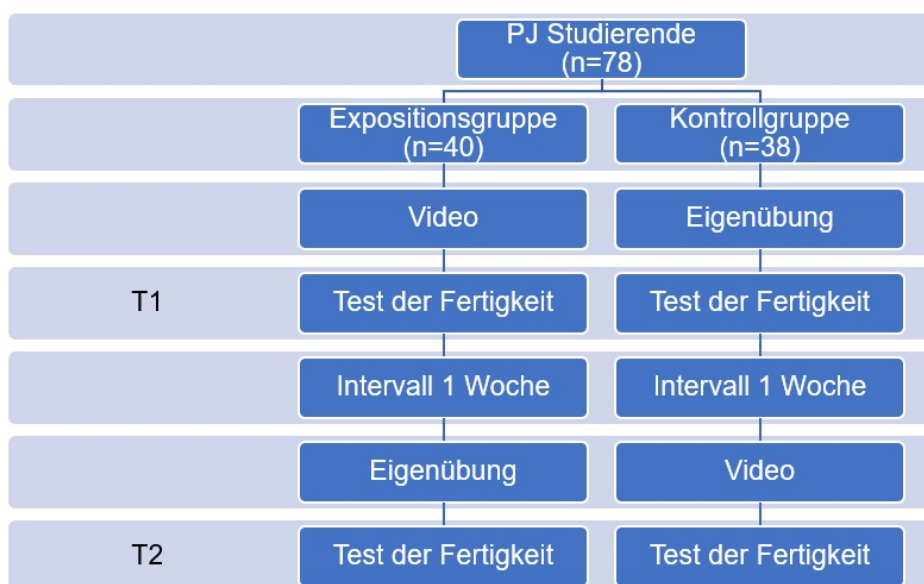 PJ Studierende
(n=78)
Expositionsgruppe
(n=40)
Kontrollgruppe
(n=38)
Video
Eigenübung
T1
Test der Fertigkeit
Test der Fertigkeit
Intervall 1 Woche
Intervall 1 Woche
Eigenübung
Video
T2
Test der Fertigkeit
Test der Fertigkeit